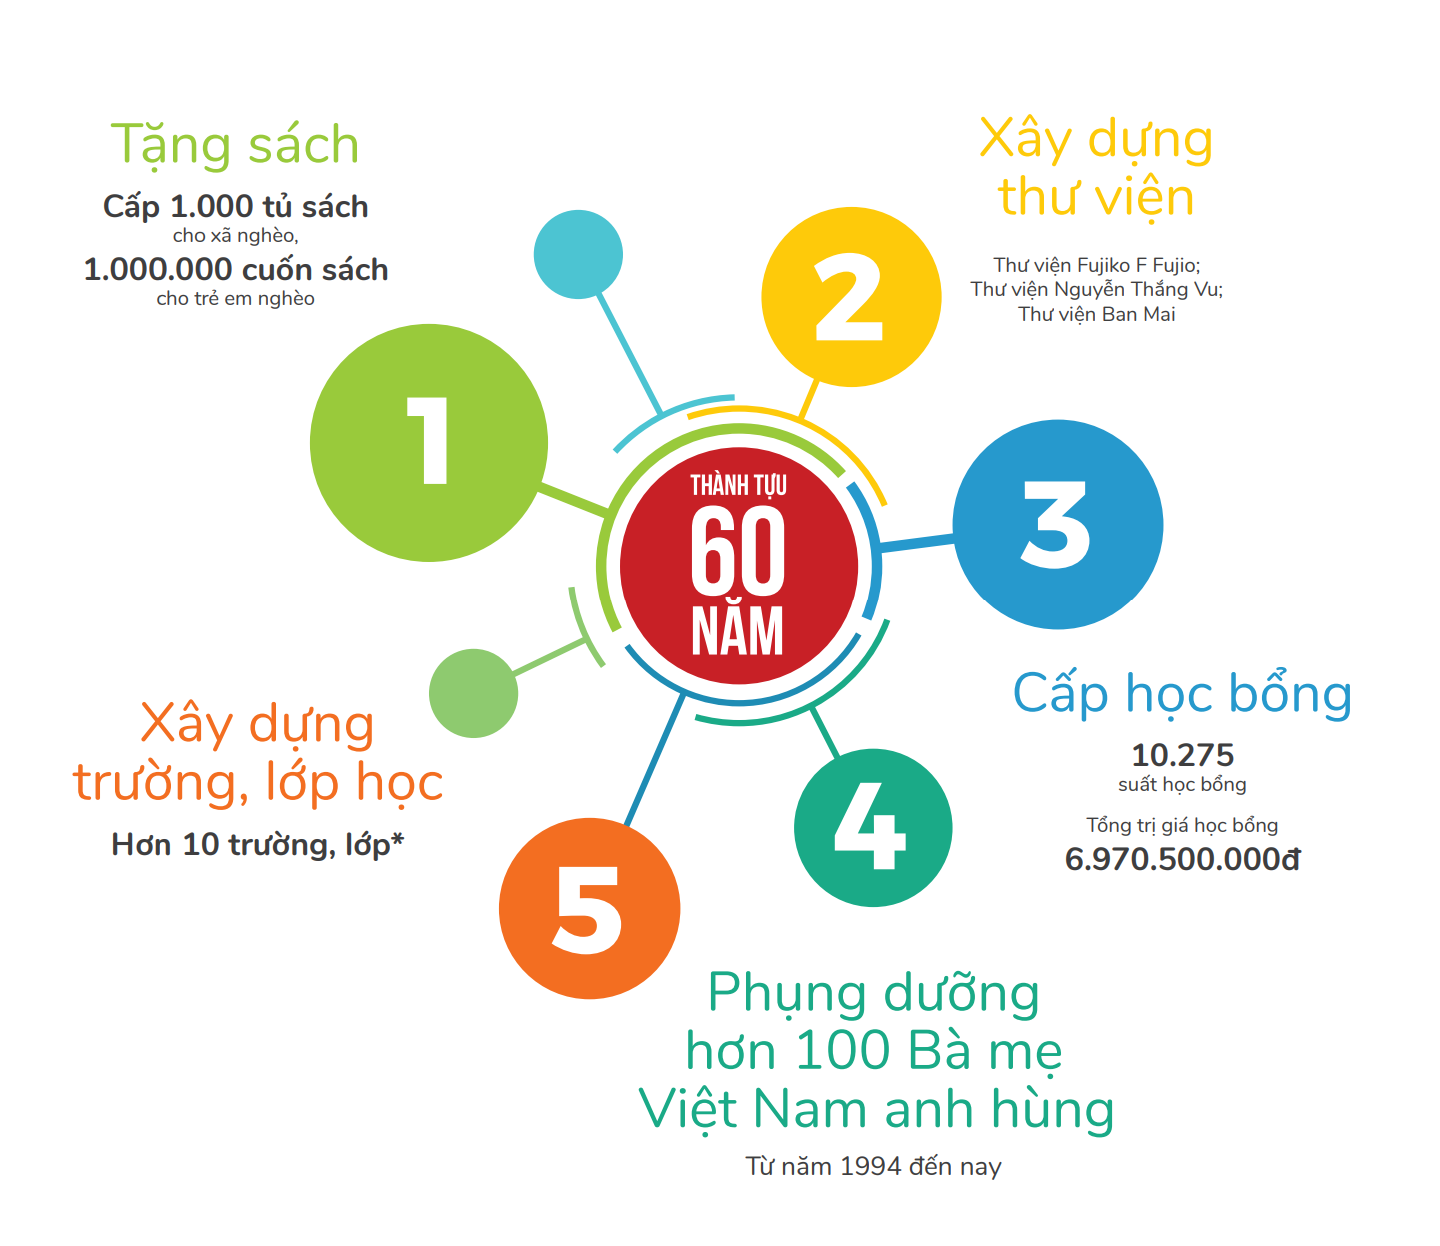 Tặng sách
Cấp 1.000 tủ sách
cho xã nghèo,
1.000.000 cuốn sách
cho trẻ em nghèo
1
Xây dựng
thư viện
Thư viện Fujiko F Fujio;
Thư viện Nguyễn Thắng Vu;
Thư viện Ban Mai
2
THÀNH TỰU
60
NĂM
3
Cấp học bổng
10.275
suất học bổng
Tổng trị giá học bổng
6.970.500.000đ
4
Phụng dưỡng
hơn 100 Bà mẹ
Việt Nam anh hùng
Từ năm 1994 đến nay
Xây dựng
trường, lớp học
Hơn 10 trường, lớp*
5